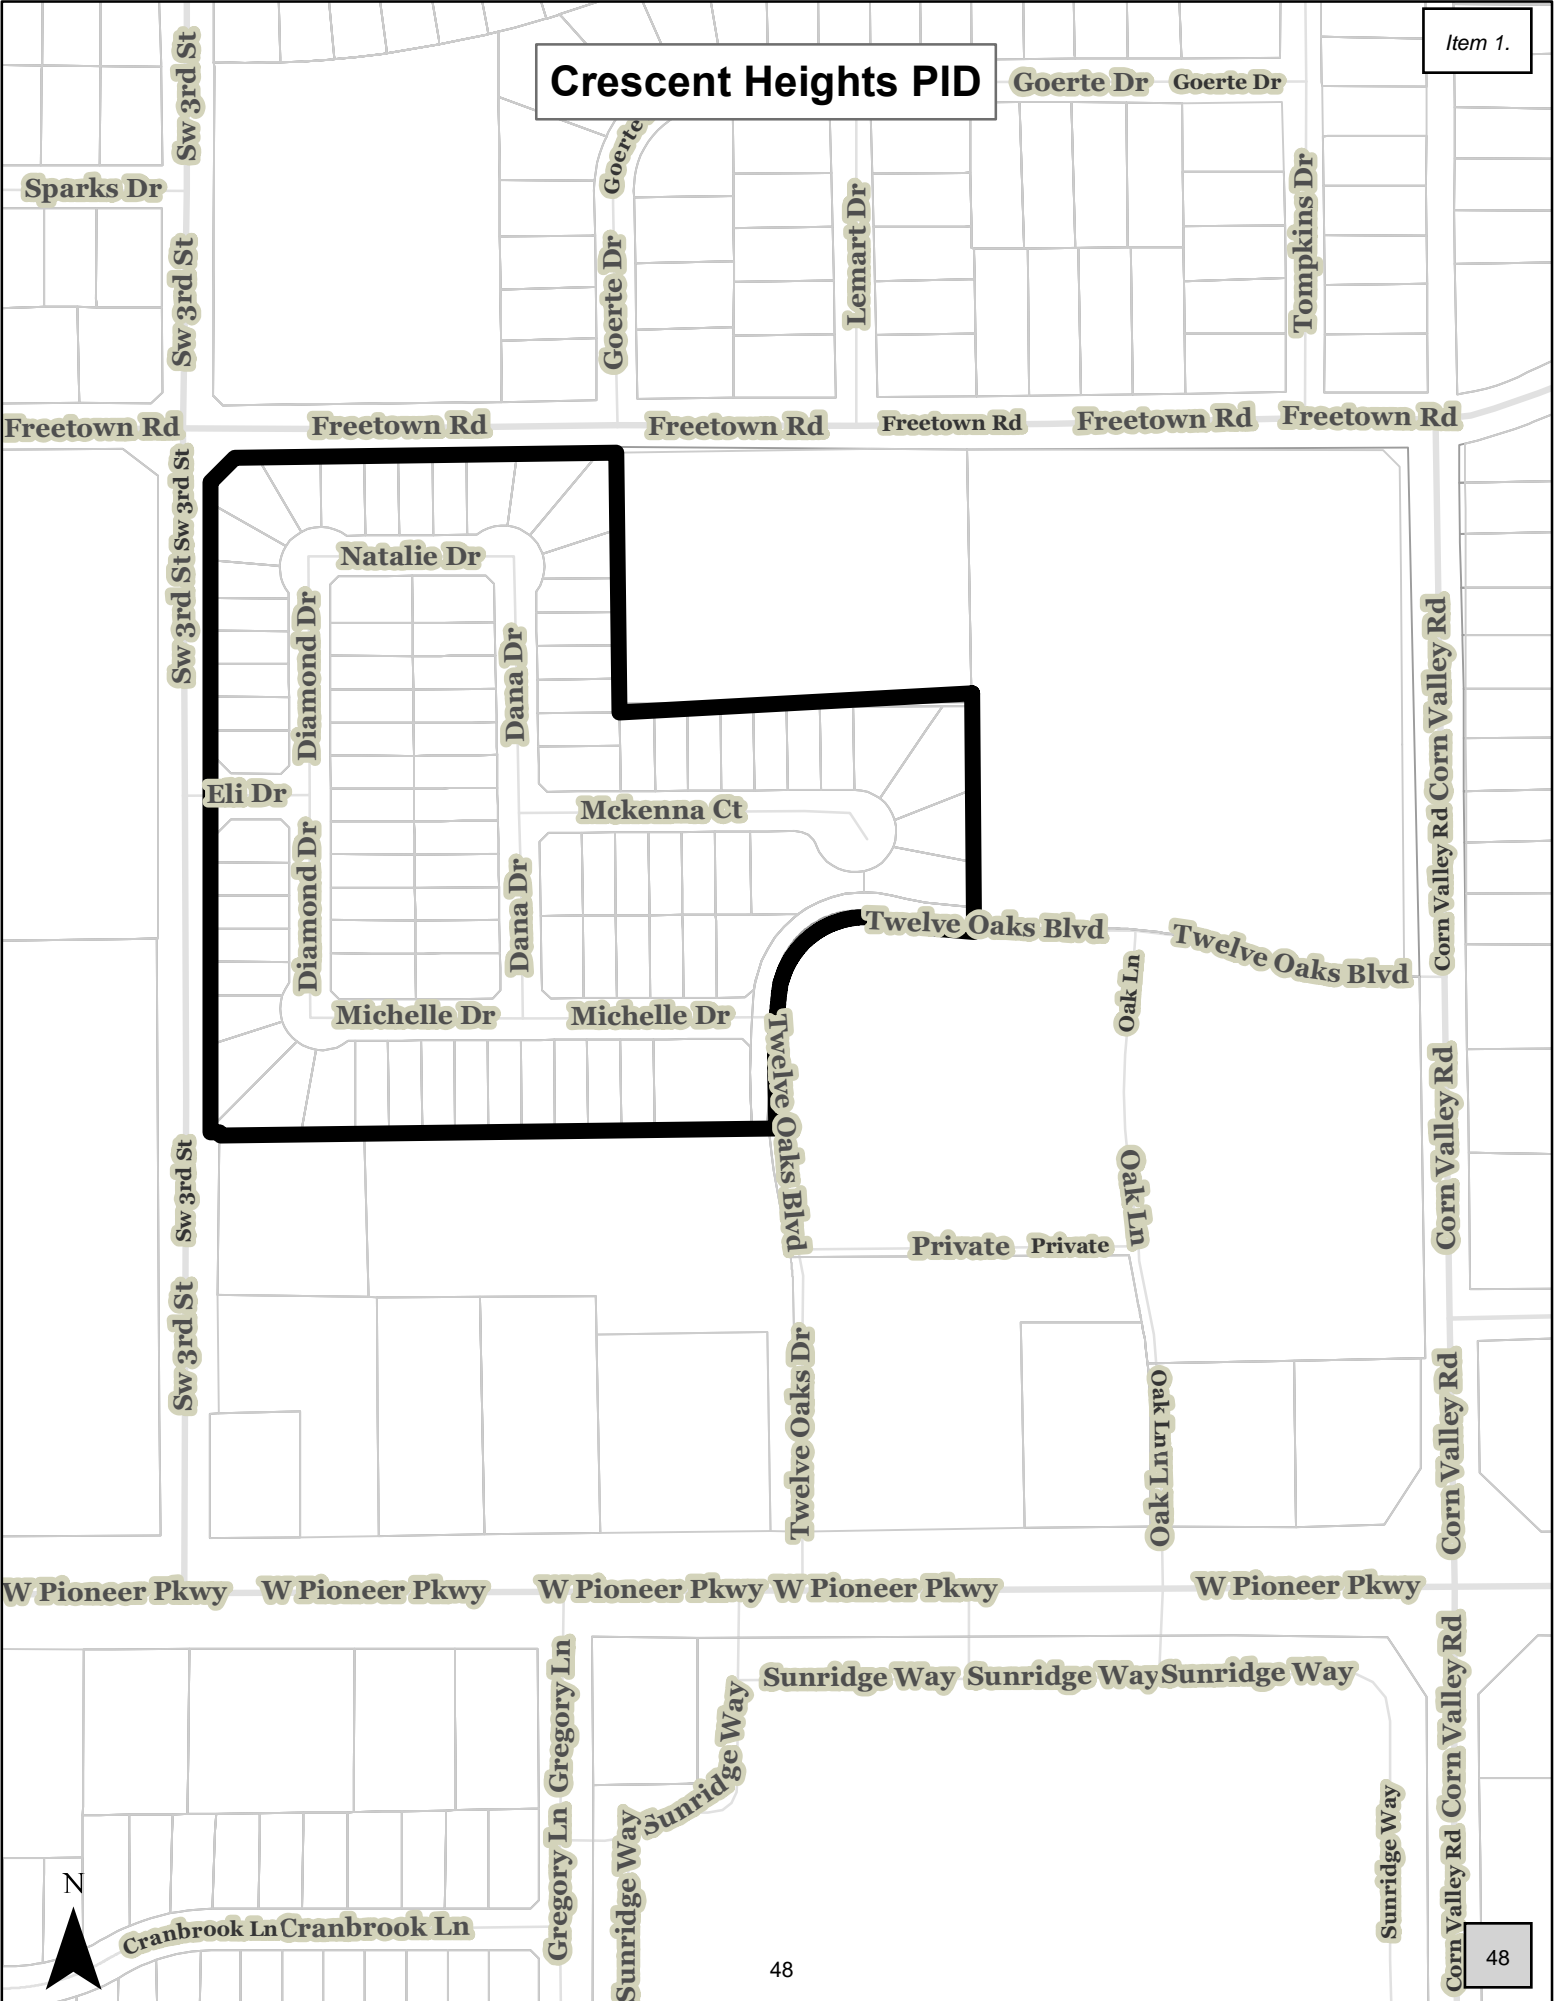 Item 1.
Crescent Heights PID
Goerte Dr
Goerte Dr
Sw 3rd St
Goerte
Sparks Dr
Lemart Dr
Tompkins Dr
Sw 3rd St
Goerte Dr
Freetown Rd
Freetown Rd
Freetown Rd
Freetown Rd
Freetown Rd
Freetown Rd
Sw 3rd St
Sw 3rd St
Natalie Dr
Diamond Dr
Dana Dr
Corn Valley Rd
Corn Valley Rd
Corn Valley Rd
Eli Dr
Mckenna Ct
Diamond Dr
Dana Dr
Twelve Oaks Blvd
Twelve Oaks Blvd
Oak Ln
Michelle Dr
Michelle Dr
Twelve Oaks Blvd
Corn Valley Rd
Sw 3rd St
Oak Ln
Private
Private
Sw 3rd St
Twelve Oaks Dr
Oak Ln
Oak Ln
Corn Valley Rd
W Pioneer Pkwy
W Pioneer Pkwy
W Pioneer Pkwy
W Pioneer Pkwy
W Pioneer Pkwy
Gregory Ln
Sunridge Way
Sunridge Way
Sunridge Way
Sunridge Way
Corn Valley Rd
Gregory Ln
Sunridge Way
Sunridge Way
Corn Valley Rd
N
Cranbrook Ln
Cranbrook Ln
48
48